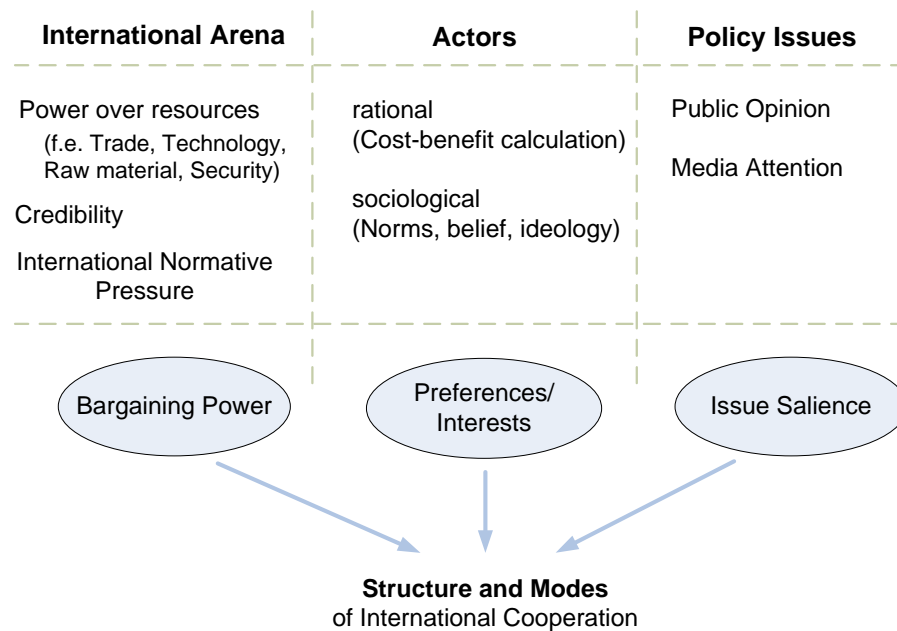 International Arena
Actors
Policy Issues
Power over resources
(f.e. Trade, Technology,
Raw material, Security)
Credibility
International Normative
Pressure
rational
(Cost-benefit calculation)
sociological
(Norms, belief, ideology)
Public Opinion
Media Attention
Bargaining Power
Preferences/
Interests
Issue Salience
Structure and Modes
of International Cooperation